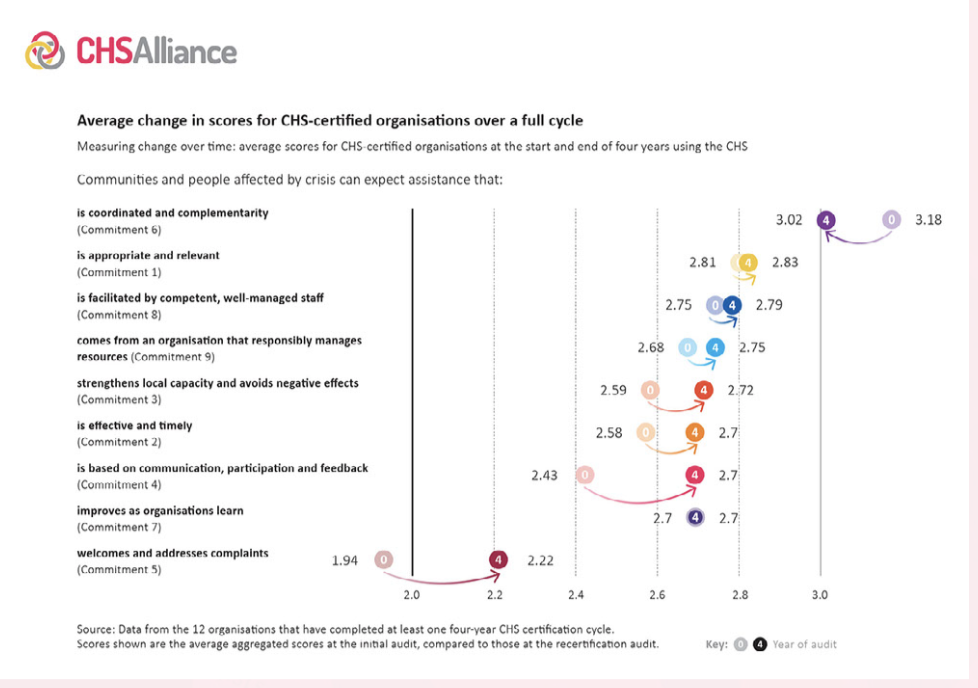 CHSAlliance
Average change in scores for CHS-certified organisations over a full cycle
Measuring change over time: average scores for CHS-certified organisations at the start and end of four years using the CHS
Communities and people affected by crisis can expect assistance that:
is coordinated and complementarity
(Commitment 6)
3.02 4 0 3.18
is appropriate and relevant
(Commitment 1)
2.81 4 2.83
is facilitated by competent, well-managed staff
(Commitment 8)
2.75 0 4 2.79
comes from an organisation that responsibly manages
resources (Commitment 9)
2.68 0 4 2.75
strengthens local capacity and avoids negative effects
(Commitment 3)
2.59 0 4 2.72
is effective and timely
(Commitment 2)
2.58 0 4 2.7
is based on communication, participation and feedback
(Commitment 4)
2.43 0 4 2.7
improves as organisations learn
(Commitment 7)
2.7 4 2.7
welcomes and addresses complaints
(Commitment 5)
1.94 0 4 2.22
2.0 2.2 2.4 2.6 2.8 3.0
Source: Data from the 12 organisations that have completed at least one four-year CHS certification cycle.
Scores shown are the average aggregated scores at the initial audit, compared to those at the recertification audit.
Key: 0 4 Year of audit